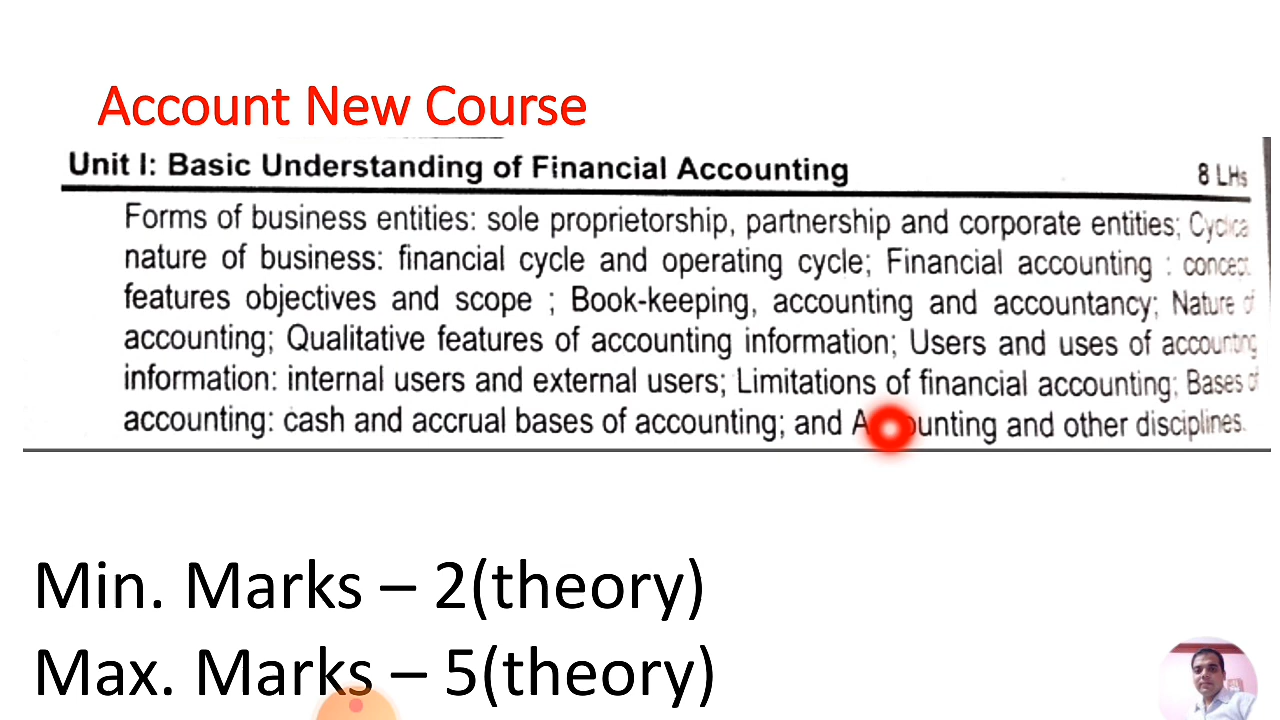 Account New Course
Unit I: Basic Understanding of Financial Accounting 8 LHs
Forms of business entities: sole proprietorship, partnership and corporate entities; Cyclica
nature of business: financial cycle and operating cycle; Financial accounting : concept
features objectives and scope ; Book-keeping, accounting and accountancy; Nature of
accounting; Qualitative features of accounting information; Users and uses of accounting
information: internal users and external users; Limitations of financial accounting; Bases of
accounting: cash and accrual bases of accounting; and Accounting and other disciplines.
Min. Marks – 2(theory)
Max. Marks – 5(theory)